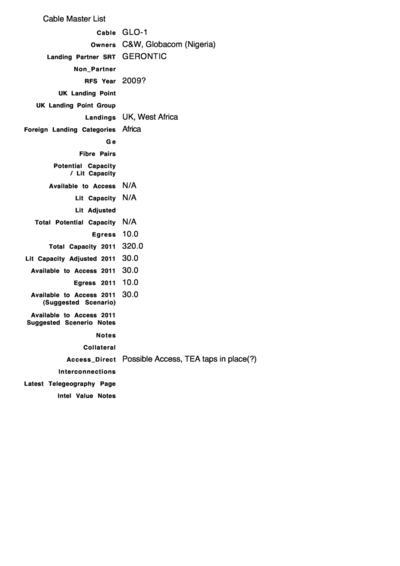 Cable Master List
Cable GLO-1
Owners C&W, Globacom (Nigeria)
Landing Partner SRT GERONTIC
Non_Partner
RFS Year 2009?
UK Landing Point
UK Landing Point Group
Landings UK, West Africa
Foreign Landing Categories Africa
Ge
Fibre Pairs
Potential Capacity
/ Lit Capacity
Available to Access N/A
Lit Capacity N/A
Lit Adjusted
Total Potential Capacity N/A
Egress 10.0
Total Capacity 2011 320.0
Lit Capacity Adjusted 2011 30.0
Available to Access 2011 30.0
Egress 2011 10.0
Available to Access 2011 30.0
(Suggested Scenario)
Available to Access 2011
Suggested Scenerio Notes
Notes
Collateral
Access_Direct Possible Access, TEA taps in place(?)
Interconnections
Latest Telegeography Page
Intel Value Notes